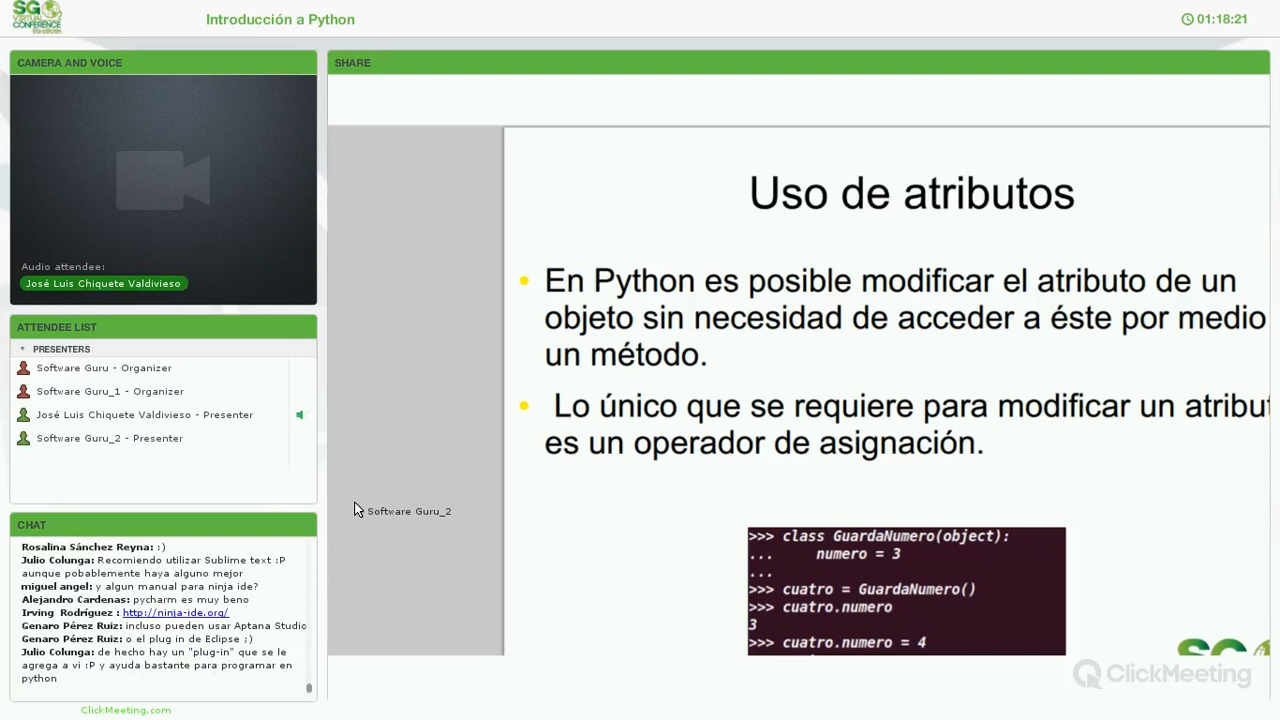 SG
VIRTUAL
CONFERENCE
Introducción a Python
01:18:21
CAMERA AND VOICE
Audio attendee:
José Luis Chiquete Valdivieso
ATTENDEE LIST
PRESENTERS
Software Guru - Organizer
Software Guru_1 - Organizer
José Luis Chiquete Valdivieso - Presenter
Software Guru_2 - Presenter
CHAT
Rosalina Sánchez Reyna: :)
Julio Colunga: Recomiendo utilizar Sublime text :P
aunque pobablemente haya alguno mejor
miguel angel: y algun manual para ninja ide?
Alejandro Cardenas: pycharm es muy beno
Irving Rodríguez : http://ninja-ide.org/
Genaro Pérez Ruiz: incluso pueden usar Aptana Studio
Genaro Pérez Ruiz: o el plug in de Eclipse ;)
Julio Colunga: de hecho hay un "plug-in" que se le
agrega a vi :P y ayuda bastante para programar en
python
ClickMeeting.com
SHARE
Uso de atributos
En Python es posible modificar el atributo de un
objeto sin necesidad de acceder a éste por medio
un método.
Lo único que se requiere para modificar un atribut
es un operador de asignación.
Software Guru_2
>>> class GuardaNumero(object):
... numero = 3
...
>>> cuatro = GuardaNumero()
>>> cuatro.numero
3
>>> cuatro.numero = 4
SG
ClickMeeting